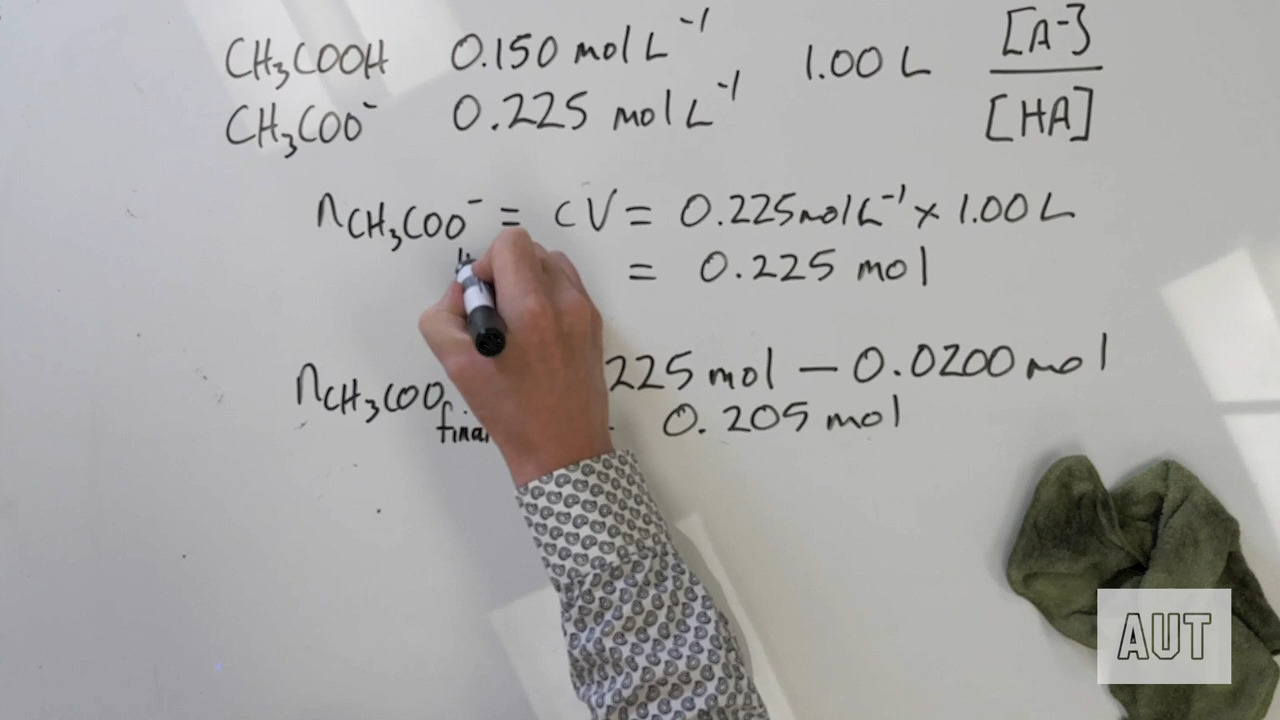 CH₃COOH 0.150 mol L⁻¹ 1.00 L [A⁻]
CH₃COO⁻ 0.225 mol L⁻¹ [HA]
nCH₃COO⁻ = cV = 0.225 mol L⁻¹ × 1.00 L
= 0.225 mol
nCH₃COO 225 mol — 0.0200 mol
final 0.205 mol
AUT